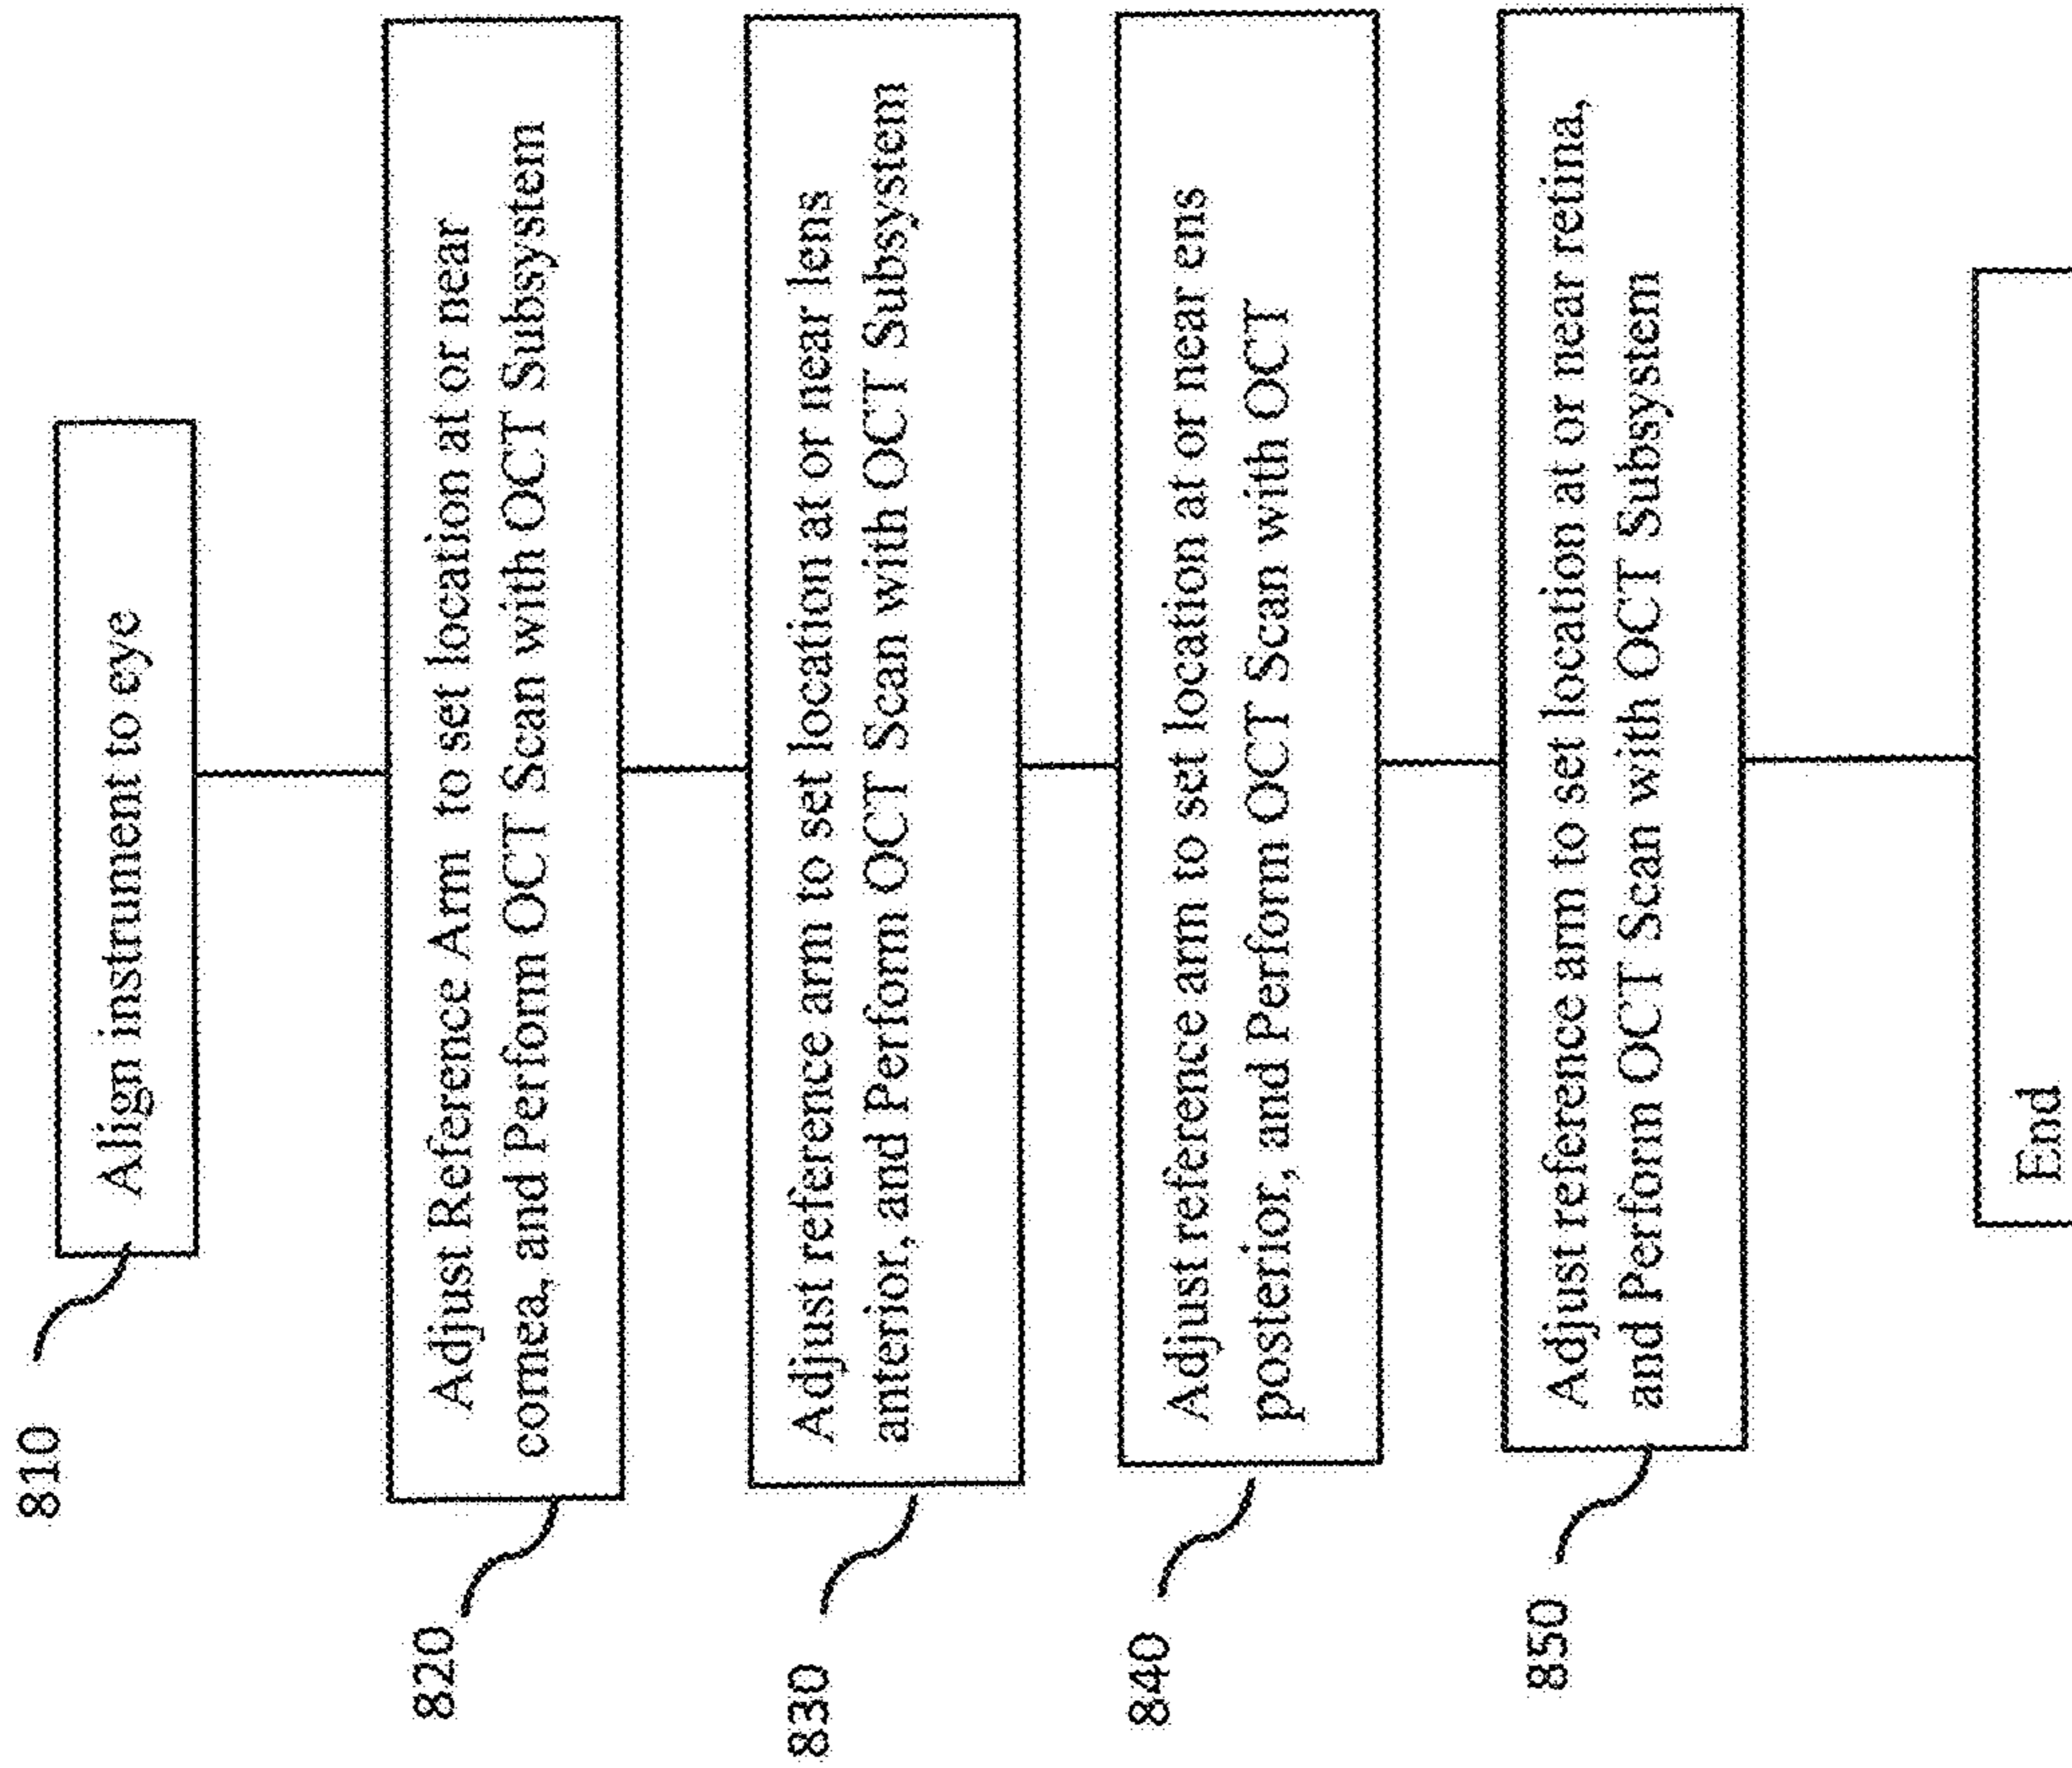 810
Align instrument to eye
820
Adjust Reference Arm to set location at or near
cornea, and Perform OCT Scan with OCT Subsystem
830
Adjust reference arm to set location at or near lens
anterior, and Perform OCT Scan with OCT Subsystem
840
Adjust reference arm to set location at or near ens
posterior, and Perform OCT Scan with OCT
850
Adjust reference arm to set location at or near retina,
and Perform OCT Scan with OCT Subsystem
End